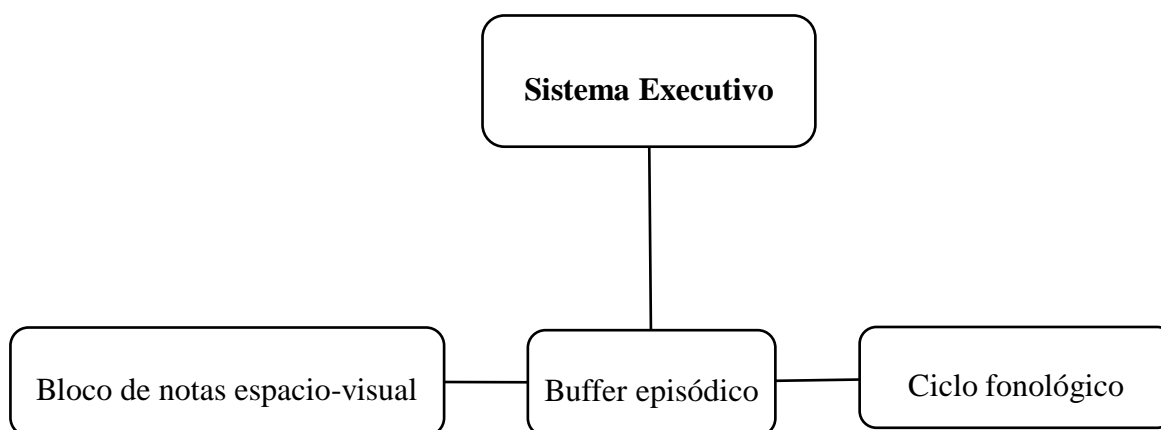 Sistema Executivo
Bloco de notas espacio-visual
Buffer episódico
Ciclo fonológico